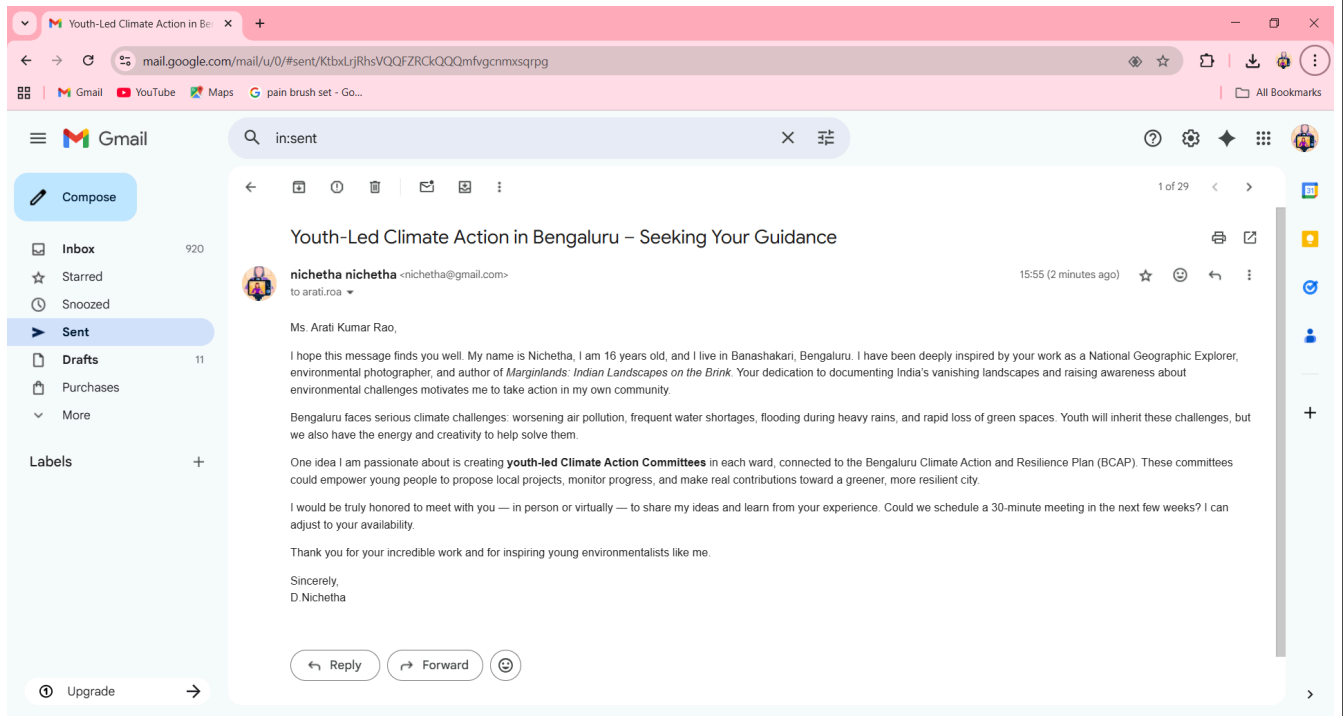 Youth-Led Climate Action in Be
mail.google.com/mail/u/0/#sent/KtbxLrjRhsVQQFZRCkQQQmfvgcnmxsqrpg
Gmail
YouTube
Maps
G pain brush set - Go...
All Bookmarks
Gmail
in:sent
Compose
1 of 29
31
Youth-Led Climate Action in Bengaluru – Seeking Your Guidance
Inbox 920
Starred
Snoozed
Sent
Drafts 11
Purchases
More
Labels
nichetha nichetha <nichetha@gmail.com>
15:55 (2 minutes ago)
to arati.roa
Ms. Arati Kumar Rao,
I hope this message finds you well. My name is Nichetha, I am 16 years old, and I live in Banashakari, Bengaluru. I have been deeply inspired by your work as a National Geographic Explorer,
environmental photographer, and author of Marginlands: Indian Landscapes on the Brink. Your dedication to documenting India's vanishing landscapes and raising awareness about
environmental challenges motivates me to take action in my own community.
Bengaluru faces serious climate challenges: worsening air pollution, frequent water shortages, flooding during heavy rains, and rapid loss of green spaces. Youth will inherit these challenges, but
we also have the energy and creativity to help solve them.
One idea I am passionate about is creating youth-led Climate Action Committees in each ward, connected to the Bengaluru Climate Action and Resilience Plan (BCAP). These committees
could empower young people to propose local projects, monitor progress, and make real contributions toward a greener, more resilient city.
I would be truly honored to meet with you — in person or virtually — to share my ideas and learn from your experience. Could we schedule a 30-minute meeting in the next few weeks? I can
adjust to your availability.
Thank you for your incredible work and for inspiring young environmentalists like me.
Sincerely,
D.Nichetha
Reply
Forward
1 Upgrade